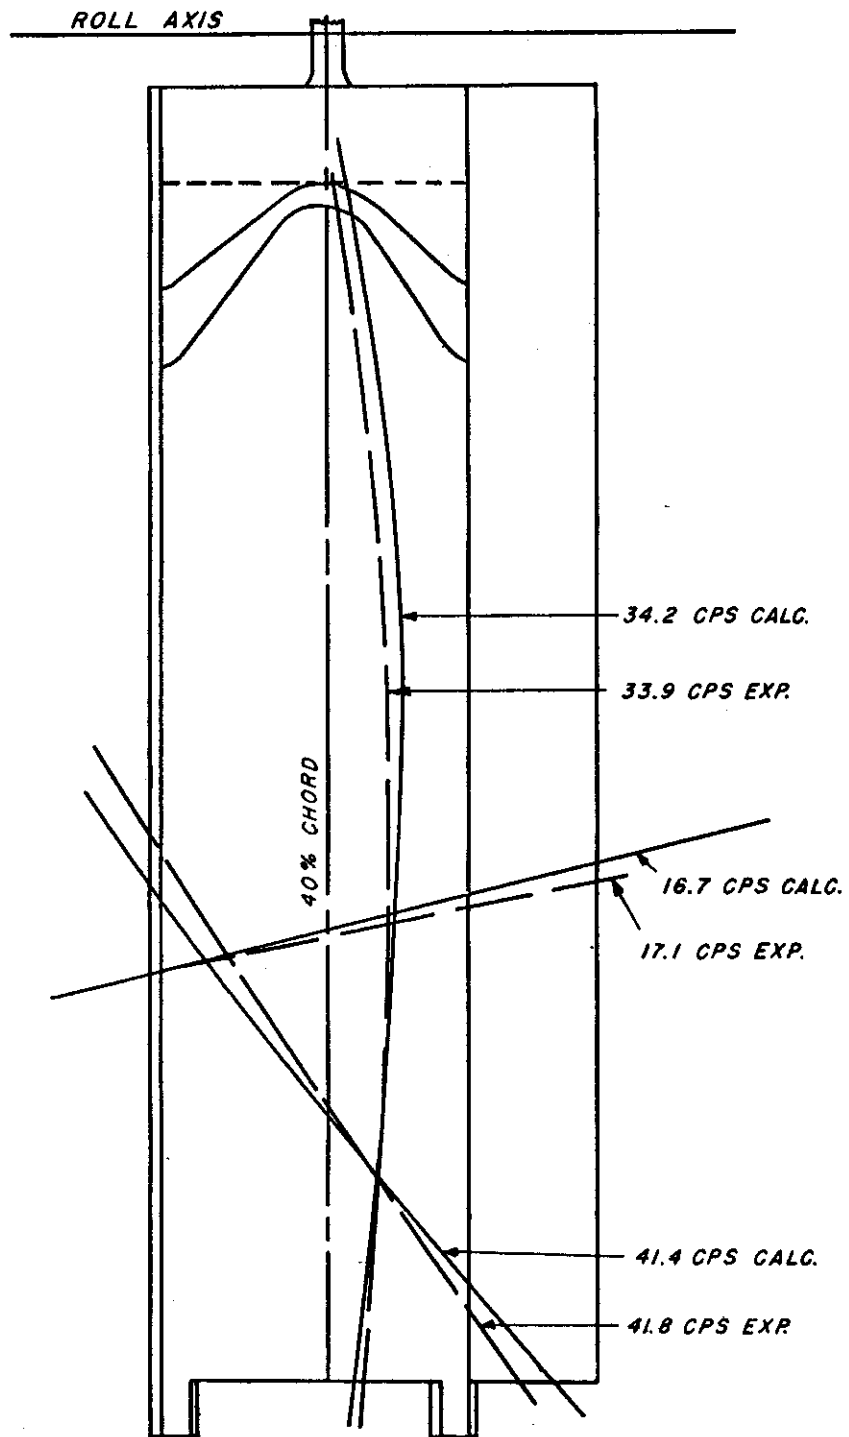 ROLL AXIS
34.2 CPS CALC.
33.9 CPS EXP.
40% CHORD
16.7 CPS CALC.
17.1 CPS EXP.
41.4 CPS CALC.
41.8 CPS EXP.